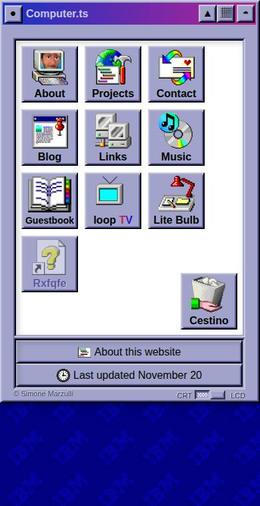 Computer.ts
About
Projects
Contact
Blog
Links
Music
Guestbook
loop TV
Lite Bulb
Rxfqfe
Cestino
About this website
Last updated November 20
© Simone Marzulli
CRT
LCD